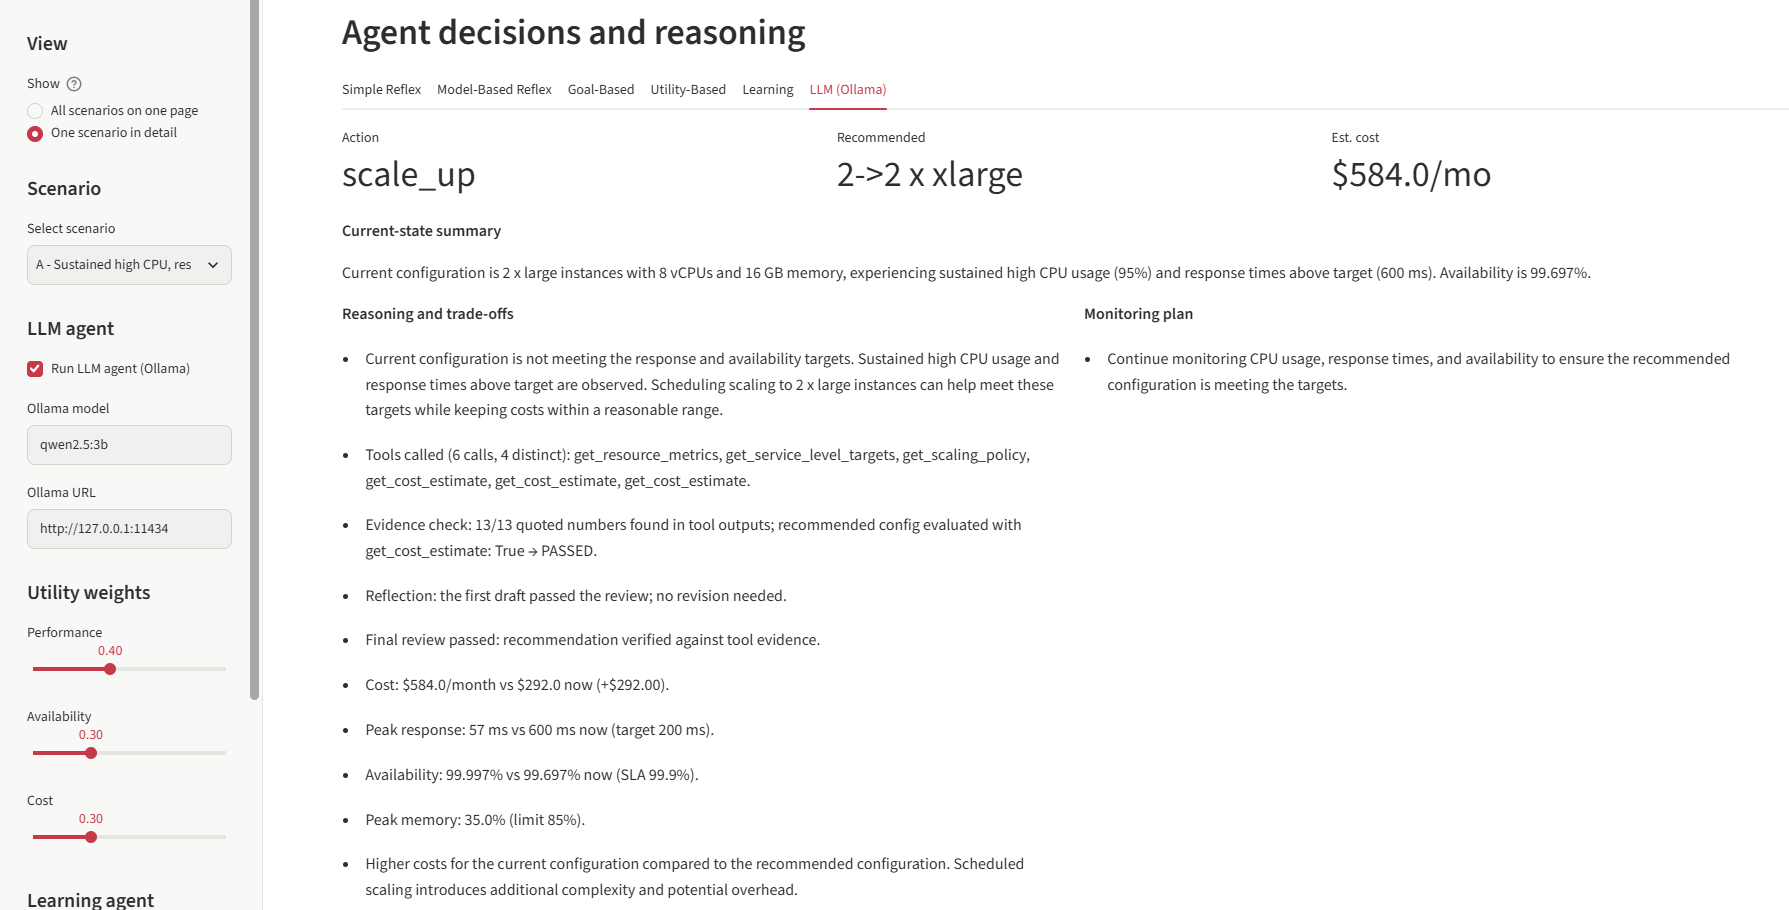 View
Show
All scenarios on one page
One scenario in detail
Scenario
Select scenario
A - Sustained high CPU, res
LLM agent
Run LLM agent (Ollama)
Ollama model
qwen2.5:3b
Ollama URL
http://127.0.0.1:11434
Utility weights
Performance
0.40
Availability
0.30
Cost
0.30
Learning agent
Agent decisions and reasoning
Simple Reflex Model-Based Reflex Goal-Based Utility-Based Learning LLM (Ollama)
Action
scale_up
Recommended
2->2 x xlarge
Est. cost
$584.0/mo
Current-state summary
Current configuration is 2 x large instances with 8 vCPUs and 16 GB memory, experiencing sustained high CPU usage (95%) and response times above target (600 ms). Availability is 99.697%.
Reasoning and trade-offs
• Current configuration is not meeting the response and availability targets. Sustained high CPU usage and
response times above target are observed. Scheduling scaling to 2 x large instances can help meet these
targets while keeping costs within a reasonable range.
• Tools called (6 calls, 4 distinct): get_resource_metrics, get_service_level_targets, get_scaling_policy,
get_cost_estimate, get_cost_estimate, get_cost_estimate.
• Evidence check: 13/13 quoted numbers found in tool outputs; recommended config evaluated with
get_cost_estimate: True → PASSED.
• Reflection: the first draft passed the review; no revision needed.
• Final review passed: recommendation verified against tool evidence.
• Cost: $584.0/month vs $292.0 now (+$292.00).
• Peak response: 57 ms vs 600 ms now (target 200 ms).
• Availability: 99.997% vs 99.697% now (SLA 99.9%).
• Peak memory: 35.0% (limit 85%).
• Higher costs for the current configuration compared to the recommended configuration. Scheduled
scaling introduces additional complexity and potential overhead.
Monitoring plan
• Continue monitoring CPU usage, response times, and availability to ensure the recommended
configuration is meeting the targets.